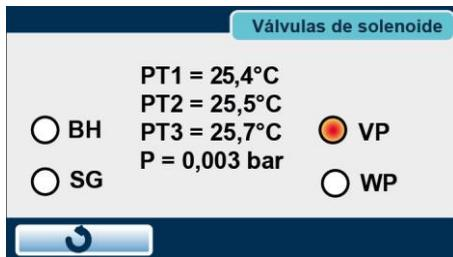 Válvulas de solenoide
PT1 = 25,4°C
PT2 = 25,5°C
BH PT3 = 25,7°C VP
P = 0,003 bar
SG WP